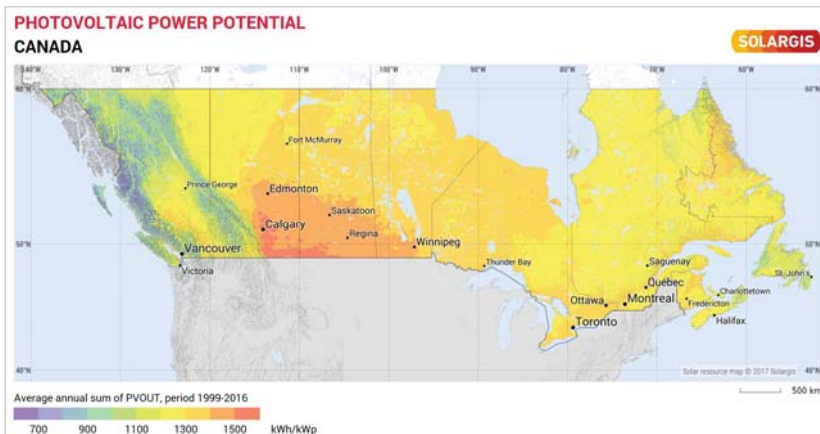 PHOTOVOLTAIC POWER POTENTIAL
CANADA
SOLARGIS
140°W 130°W 120°W 110°W 100°W 90°W 80°W 70°W 60°W
60°N 60°N
Fort McMurray
Prince George
Edmonton
Saskatoon
Calgary
Regina
50°N 50°N
Vancouver
Winnipeg
Victoria
Thunder Bay
Saguenay
St. John's
Québec
Charlottetown
Ottawa
Montreal
Fredericton
Toronto
Halifax
40°N 40°N
Solar resource map © 2017 Solargis
Average annual sum of PVOUT, period 1999-2016
500 km
700 900 1100 1300 1500 kWh/kWp